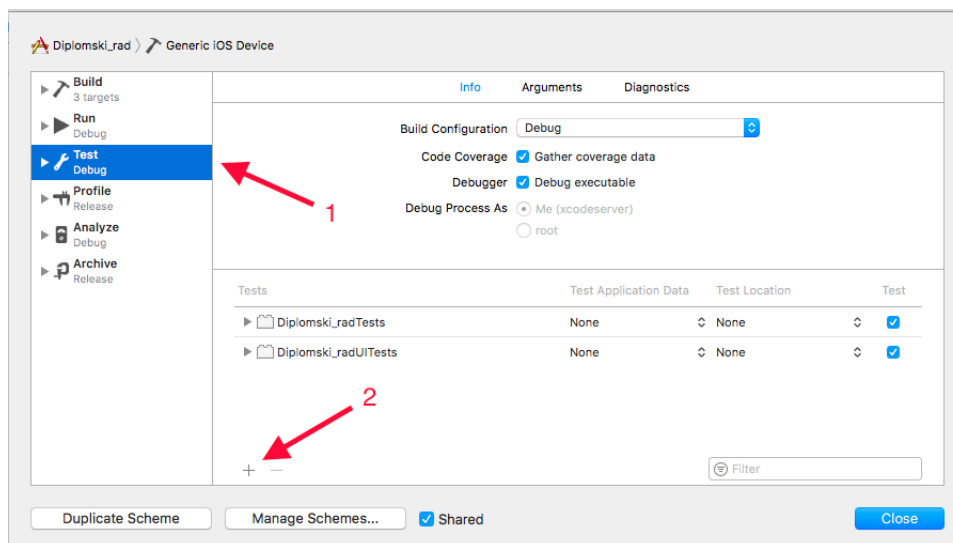 Diplomski_rad Generic iOS Device
Build
3 targets
Run
Debug
Test
Debug
Profile
Release
Analyze
Debug
Archive
Release
Info Arguments Diagnostics
Build Configuration Debug
Code Coverage Gather coverage data
Debugger Debug executable
Debug Process As Me (xcodeserver)
root
1
Tests Test Application Data Test Location Test
Diplomski_radTests None None
Diplomski_radUITests None None
2
+ −
Filter
Duplicate Scheme Manage Schemes... Shared Close